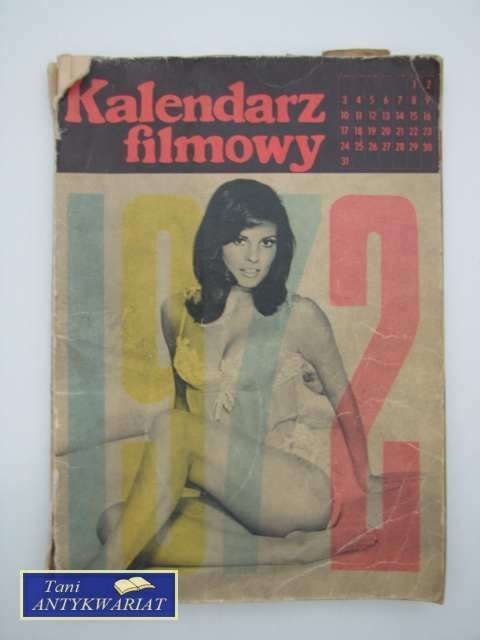 Kalendarz
filmowy
1 2
3 4 5 6 7 8 9
10 11 12 13 14 15 16
17 18 19 20 21 22 23
24 25 26 27 28 29 30
31
1972
Tani
ANTYKWARIAT